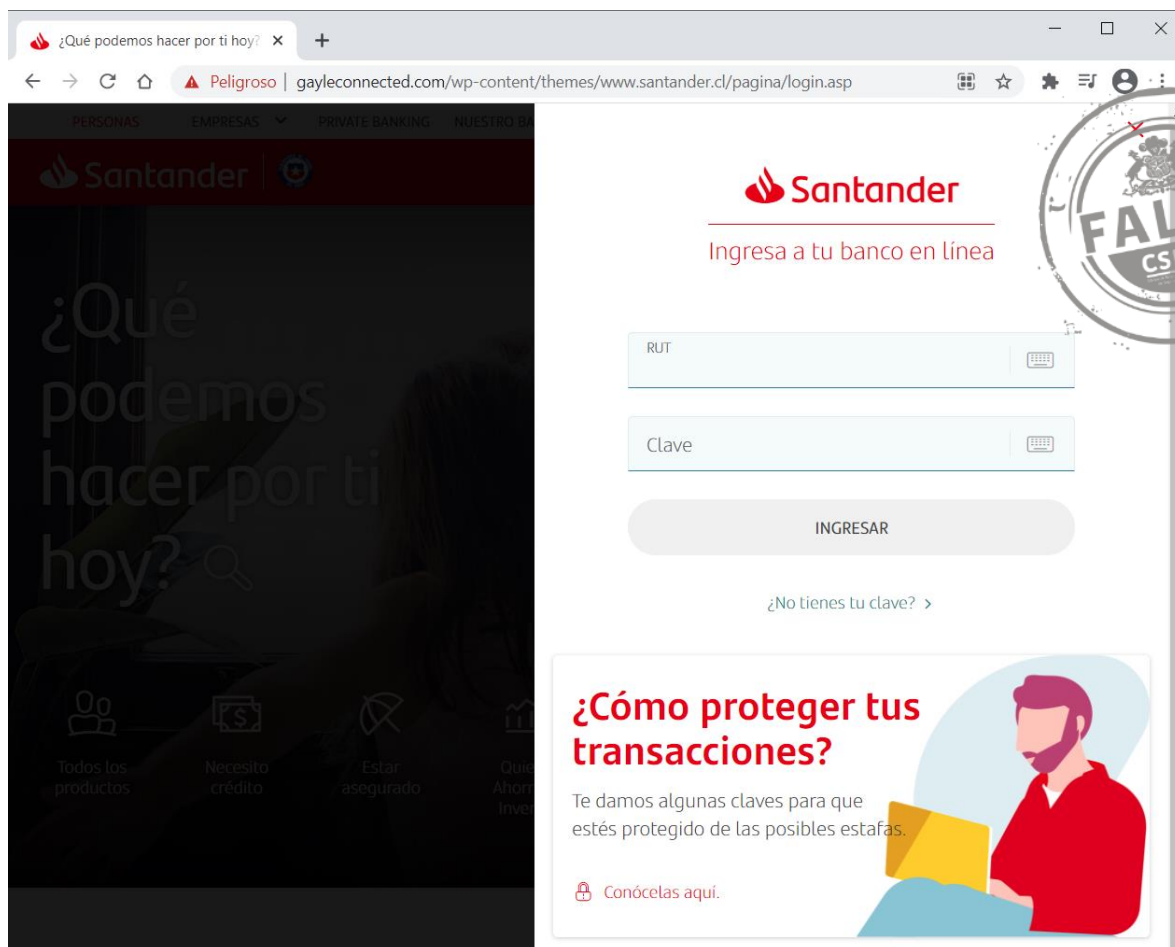 ¿Qué podemos hacer por ti hoy?
Peligroso | gayleconnected.com/wp-content/themes/www.santander.cl/pagina/login.asp
PERSONAS EMPRESAS PRIVATE BANKING NUESTRO
Santander
¿Qué
podemos
hacer por ti
hoy?
Todos los
productos
Necesito
crédito
Estar
asegurado
Santander
Ingresa a tu banco en línea
RUT
Clave
INGRESAR
¿No tienes tu clave? >
¿Cómo proteger tus
transacciones?
Te damos algunas claves para que
estés protegido de las posibles estafas.
Conócelas aquí.